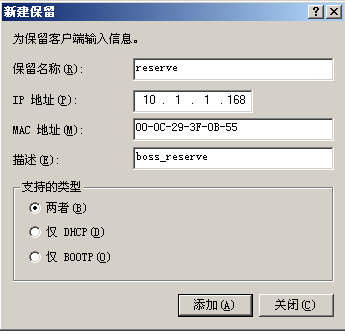 新建保留
为保留客户端输入信息。
保留名称(R): reserve
IP 地址(P): 10 . 1 . 1 .168
MAC 地址(M): 00-0C-29-3F-0B-55
描述(E): boss_reserve
支持的类型
两者(B)
仅 DHCP(D)
仅 BOOTP(O)
添加(A) 关闭(C)